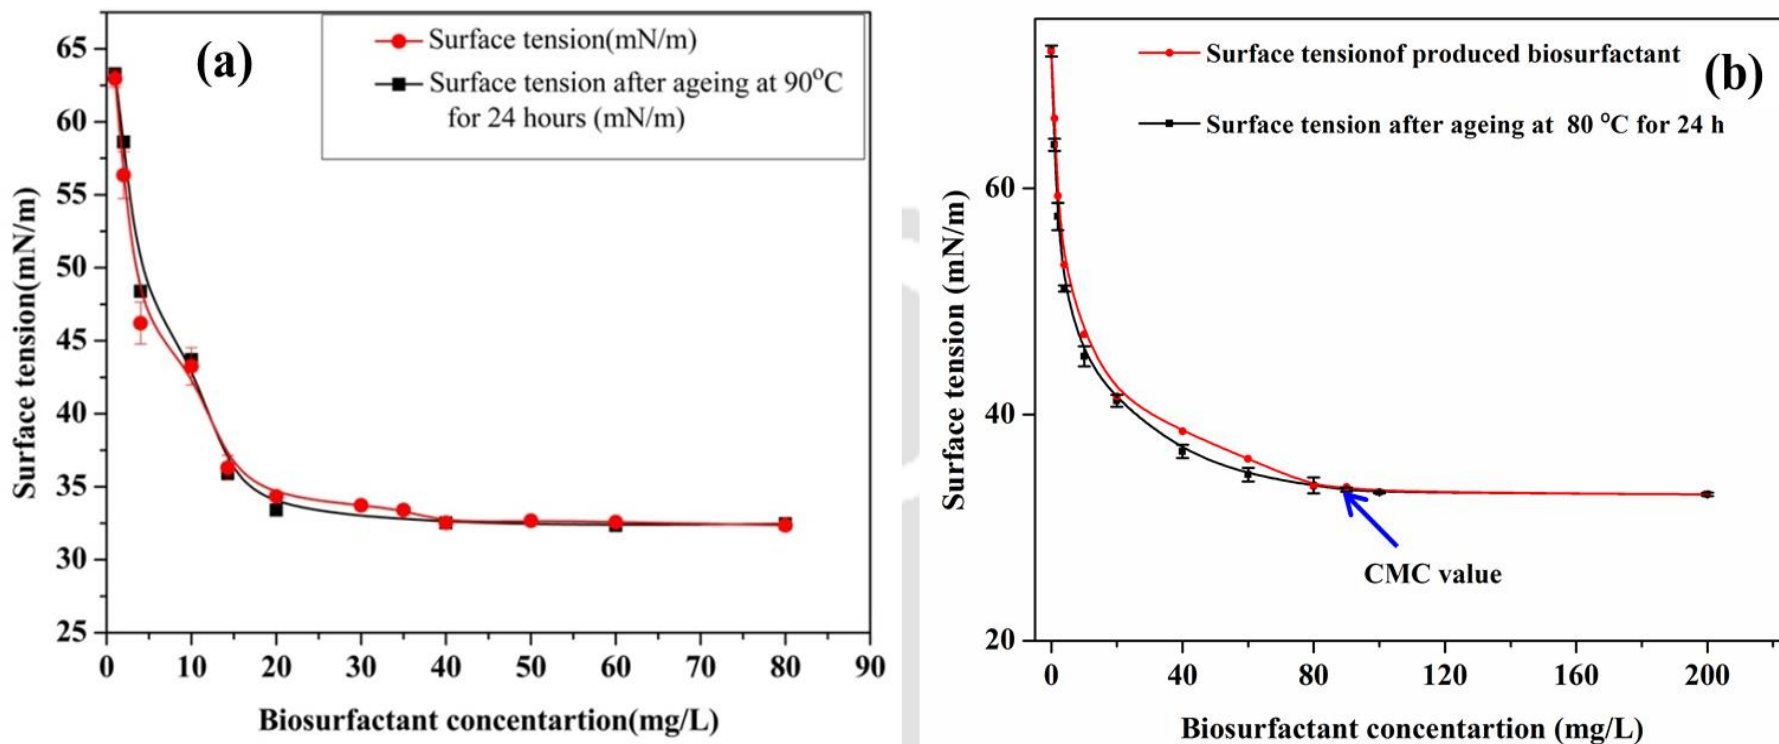 (a)
Surface tension(mN/m)
Surface tension after ageing at 90°C
for 24 hours (mN/m)
Surface tension(mN/m)
65
60
55
50
45
40
35
30
25
0 10 20 30 40 50 60 70 80 90
Biosurfactant concentartion(mg/L)
(b)
Surface tensionof produced biosurfactant
Surface tension after ageing at 80 °C for 24 h
Surface tension (mN/m)
60
40
20
CMC value
0 40 80 120 160 200
Biosurfactant concentartion (mg/L)